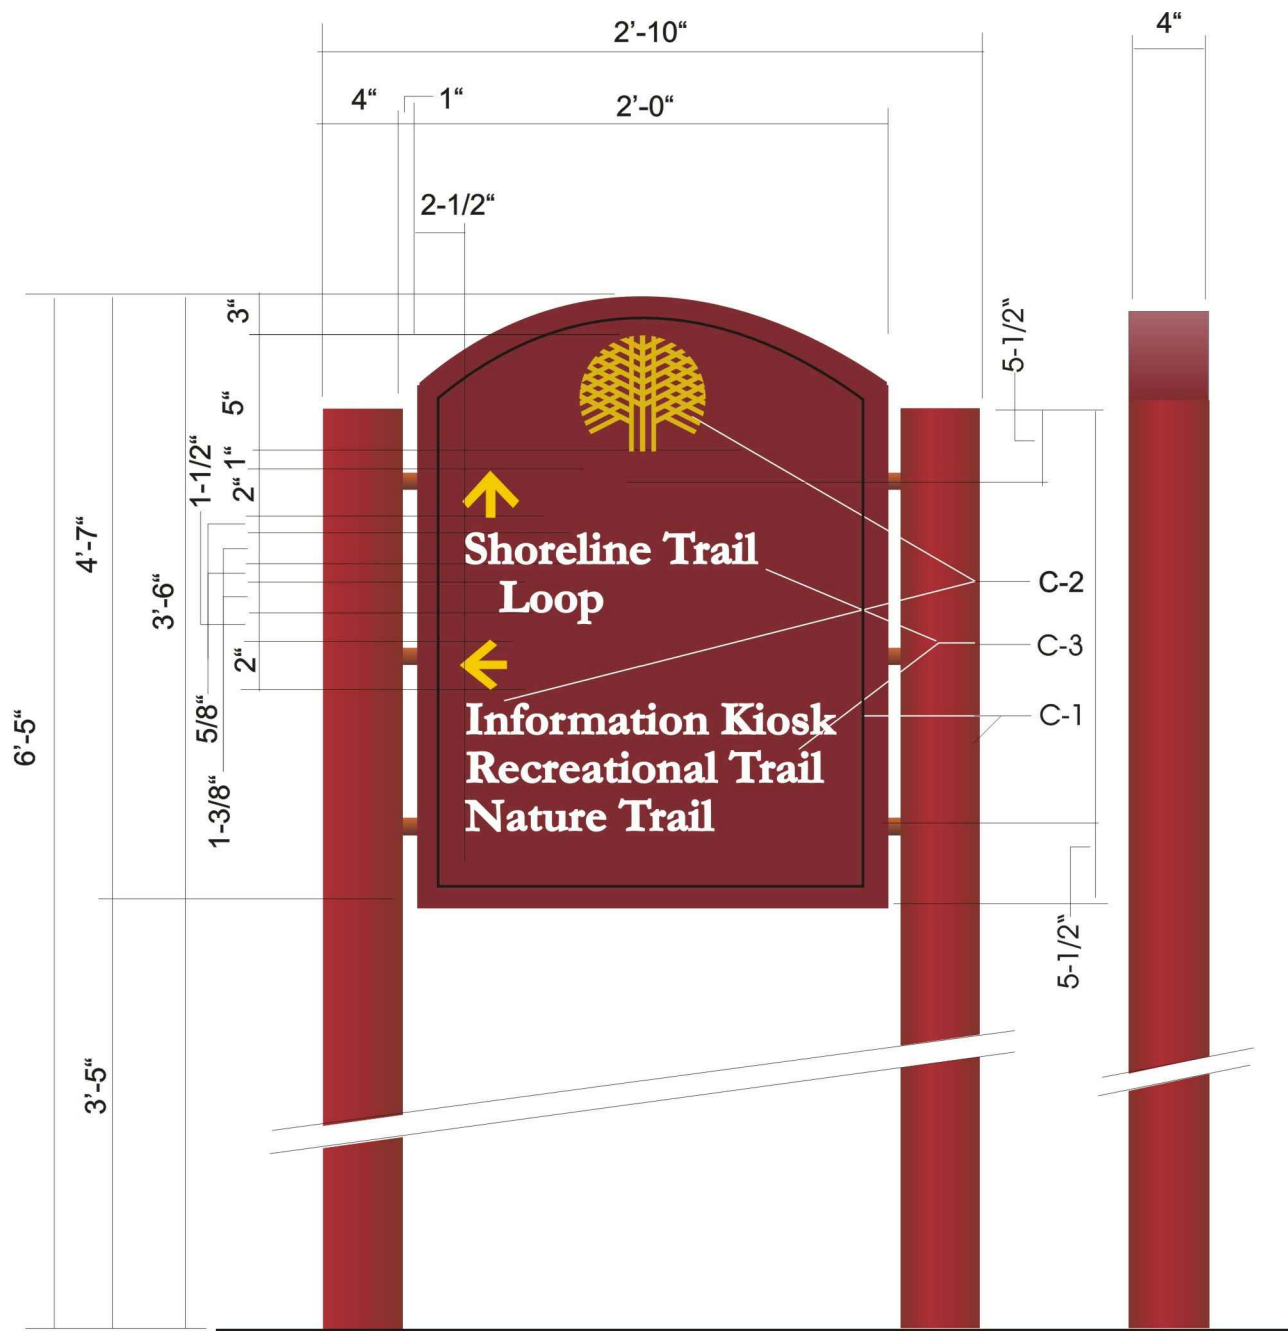 2'-10“
4“
4“
1“
2'-0“
2-1/2“
3“
5-1/2“
5“
1“
1-1/2“
2“
4'-7“
Shoreline Trail
Loop
C-2
3'-6“
C-3
2“
5/8“
6'-5“
C-1
Information Kiosk
Recreational Trail
Nature Trail
1-3/8“
5-1/2“
3'-5“